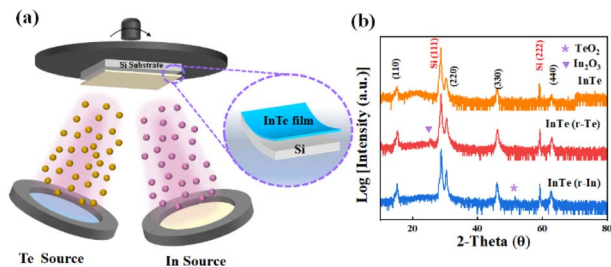 (a)
Si Substrate
InTe film
Si
Te Source
In Source
(b)
Log [Intensity (a.u.)]
TeO₂
In₂O₃
(110)
Si (111)
(220)
(330)
Si (222)
(440)
InTe
InTe (r-Te)
InTe (r-In)
20
40
60
80
2-Theta (θ)